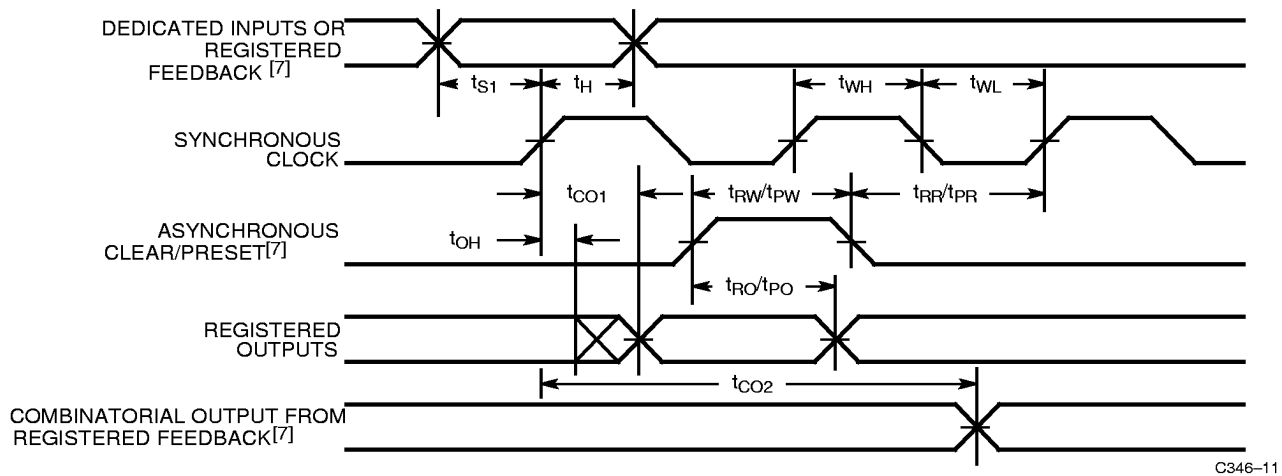 DEDICATED INPUTS OR
REGISTERED
FEEDBACK [7]
tS1
tH
tWH
tWL
SYNCHRONOUS
CLOCK
tCO1
tRW/tPW
tRR/tPR
ASYNCHRONOUS
CLEAR/PRESET[7]
tOH
tRO/tPO
REGISTERED
OUTPUTS
tCO2
COMBINATORIAL OUTPUT FROM
REGISTERED FEEDBACK[7]
C346–11